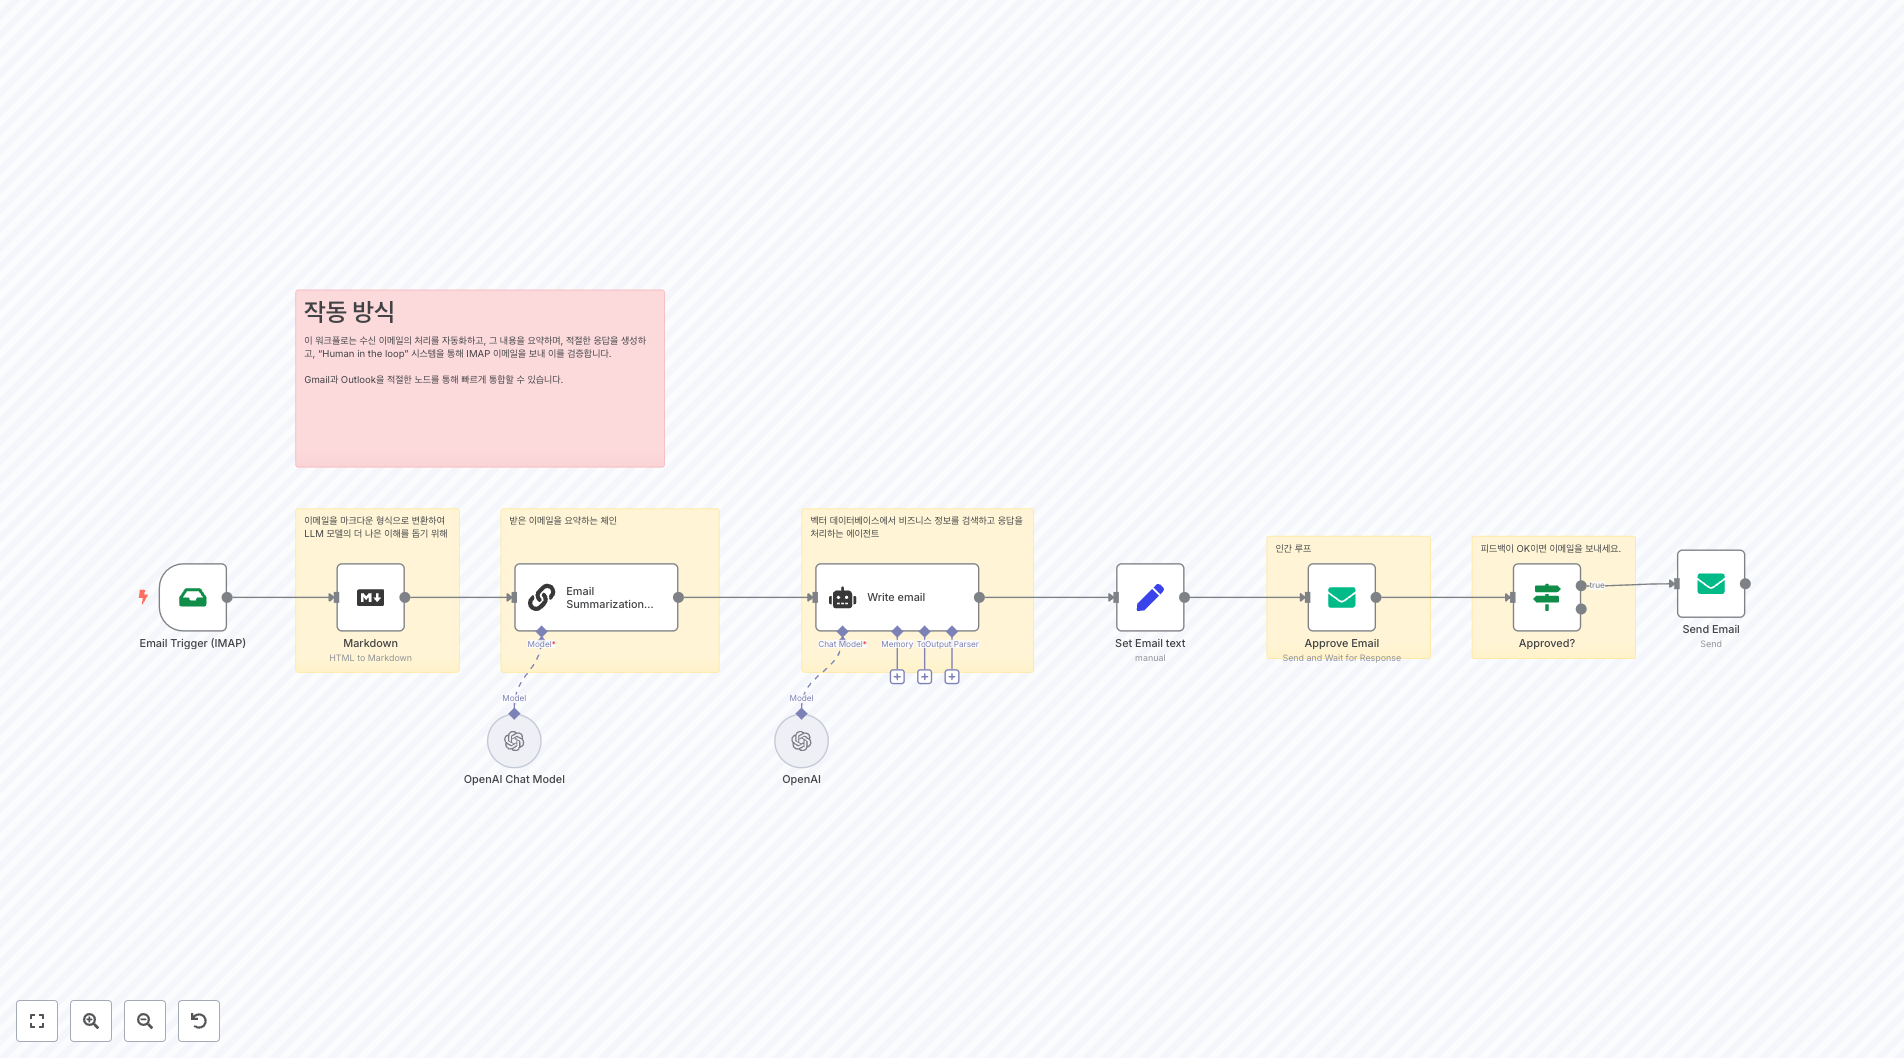 작동 방식
이 워크플로는 수신 이메일의 처리를 자동화하고, 그 내용을 요약하며, 적절한 응답을 생성하
고, "Human in the loop" 시스템을 통해 IMAP 이메일을 보내 이를 검증합니다.
Gmail과 Outlook을 적절한 노드를 통해 빠르게 통합할 수 있습니다.
이메일을 마크다운 형식으로 변환하여
LLM 모델의 더 나은 이해를 돕기 위해
받은 이메일을 요약하는 체인
벡터 데이터베이스에서 비즈니스 정보를 검색하고 응답을
처리하는 에이전트
인간 루프
피드백이 OK이면 이메일을 보내세요.
Email Trigger (IMAP)
Markdown
HTML to Markdown
Email
Summarization...
Model*
Model
OpenAI Chat Model
Write email
Chat Model*
Memory
To
Output Parser
Model
OpenAI
Set Email text
manual
Approve Email
Send and Wait for Response
Approved?
true
Send Email
Send